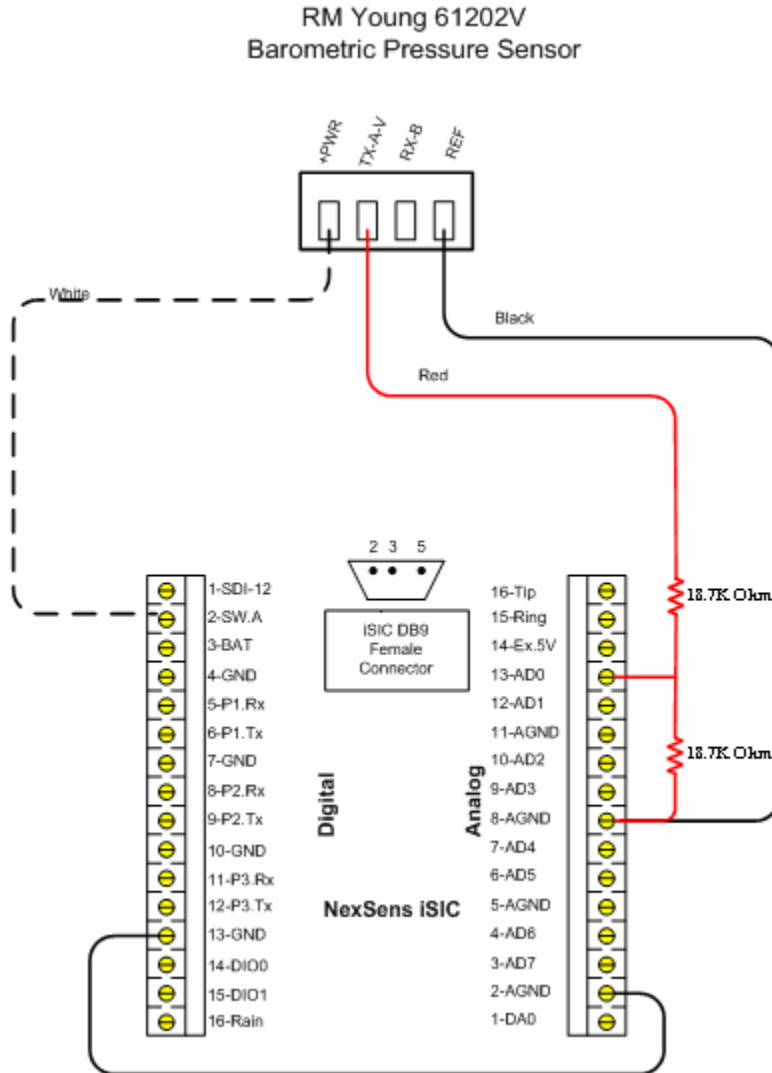 RM Young 61202V
Barometric Pressure Sensor
+PWR
TX-A-V
RX-B
REF
White
Black
Red
2 3 5
iSIC DB9
Female
Connector
1-SDI-12
2-SW.A
3-BAT
4-GND
5-P1.Rx
6-P1.Tx
7-GND
8-P2.Rx
9-P2.Tx
10-GND
11-P3.Rx
12-P3.Tx
13-GND
14-DIO0
15-DIO1
16-Rain
Digital
Analog
NexSens iSIC
16-Tip
15-Ring
14-Ex.5V
13-AD0
12-AD1
11-AGND
10-AD2
9-AD3
8-AGND
7-AD4
6-AD5
5-AGND
4-AD6
3-AD7
2-AGND
1-DA0
18.7K Ohm
18.7K Ohm